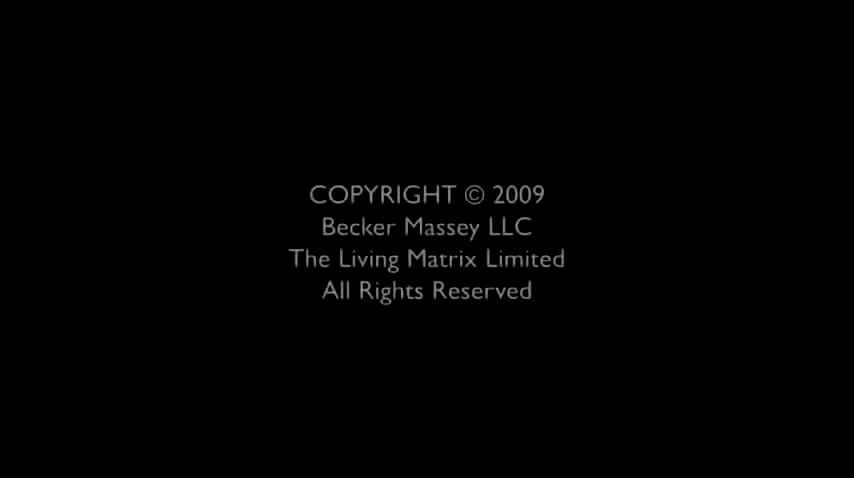 COPYRIGHT © 2009
Becker Massey LLC
The Living Matrix Limited
All Rights Reserved